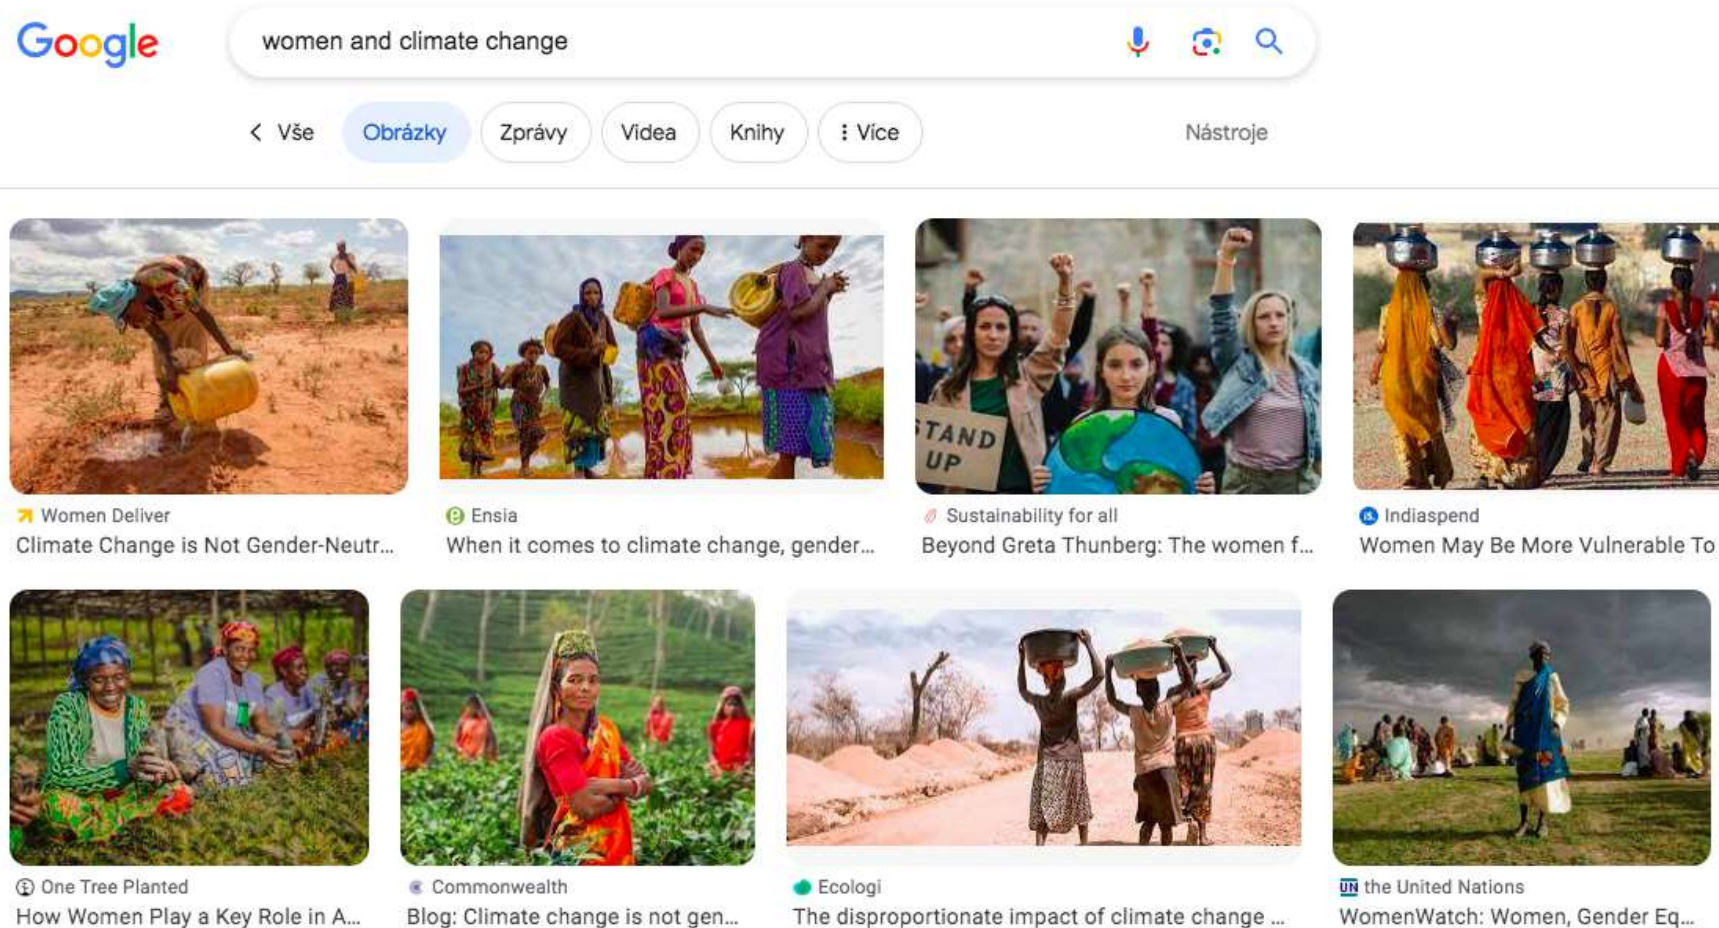 Google
women and climate change
Vše
Obrázky
Zprávy
Videa
Knihy
Více
Nástroje
STAND
UP
Women Deliver
Climate Change is Not Gender-Neutr...
Ensia
When it comes to climate change, gender...
Sustainability for all
Beyond Greta Thunberg: The women f...
is.
Indiaspend
Women May Be More Vulnerable To
One Tree Planted
How Women Play a Key Role in A...
Commonwealth
Blog: Climate change is not gen...
Ecologi
The disproportionate impact of climate change ...
UN
the United Nations
WomenWatch: Women, Gender Eq...